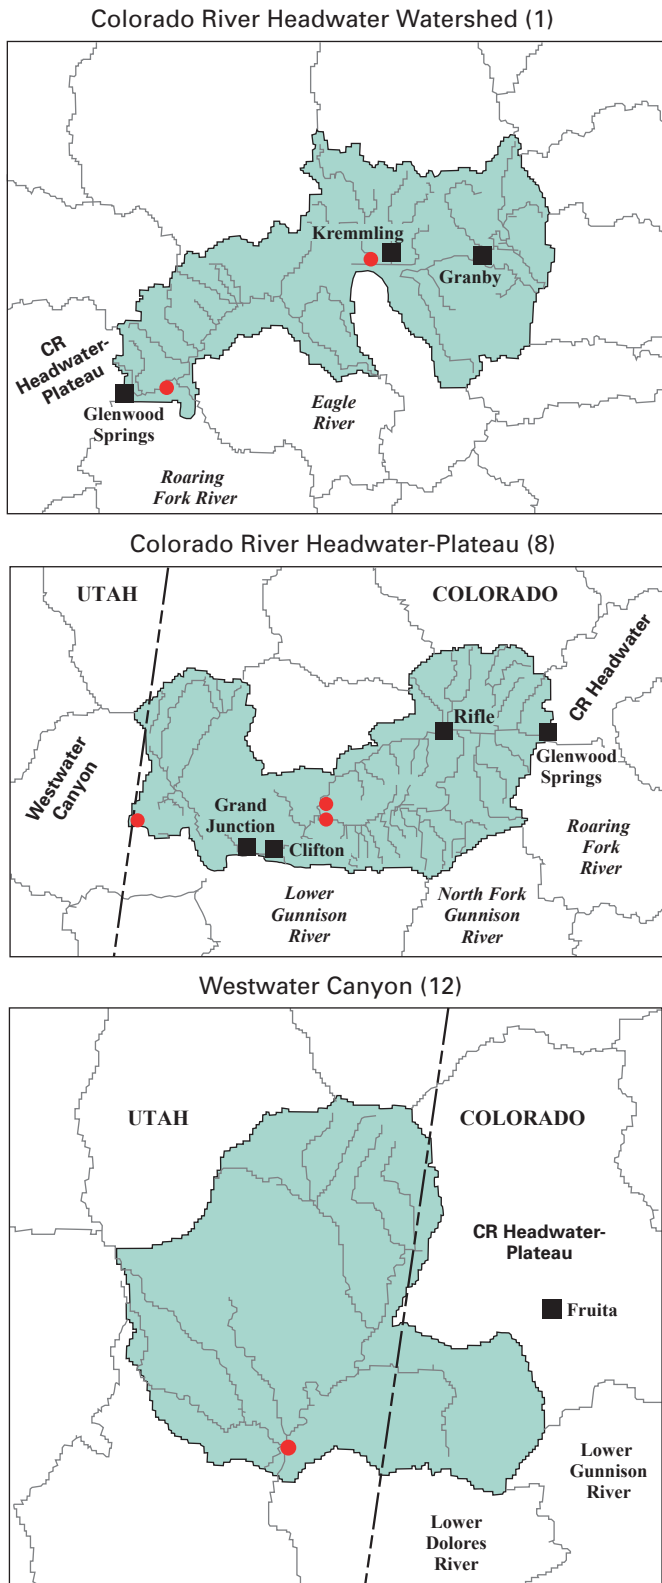 Colorado River Headwater Watershed (1)
Kremmling
Granby
CR
Headwater-
Plateau
Glenwood
Springs
Eagle
River
Roaring
Fork River
Colorado River Headwater-Plateau (8)
UTAH
COLORADO
CR Headwater
Rifle
Glenwood
Springs
Westwater
Canyon
Grand
Junction
Clifton
Roaring
Fork
River
Lower
Gunnison
River
North Fork
Gunnison
River
Westwater Canyon (12)
UTAH
COLORADO
CR Headwater-
Plateau
Fruita
Lower
Gunnison
River
Lower
Dolores
River